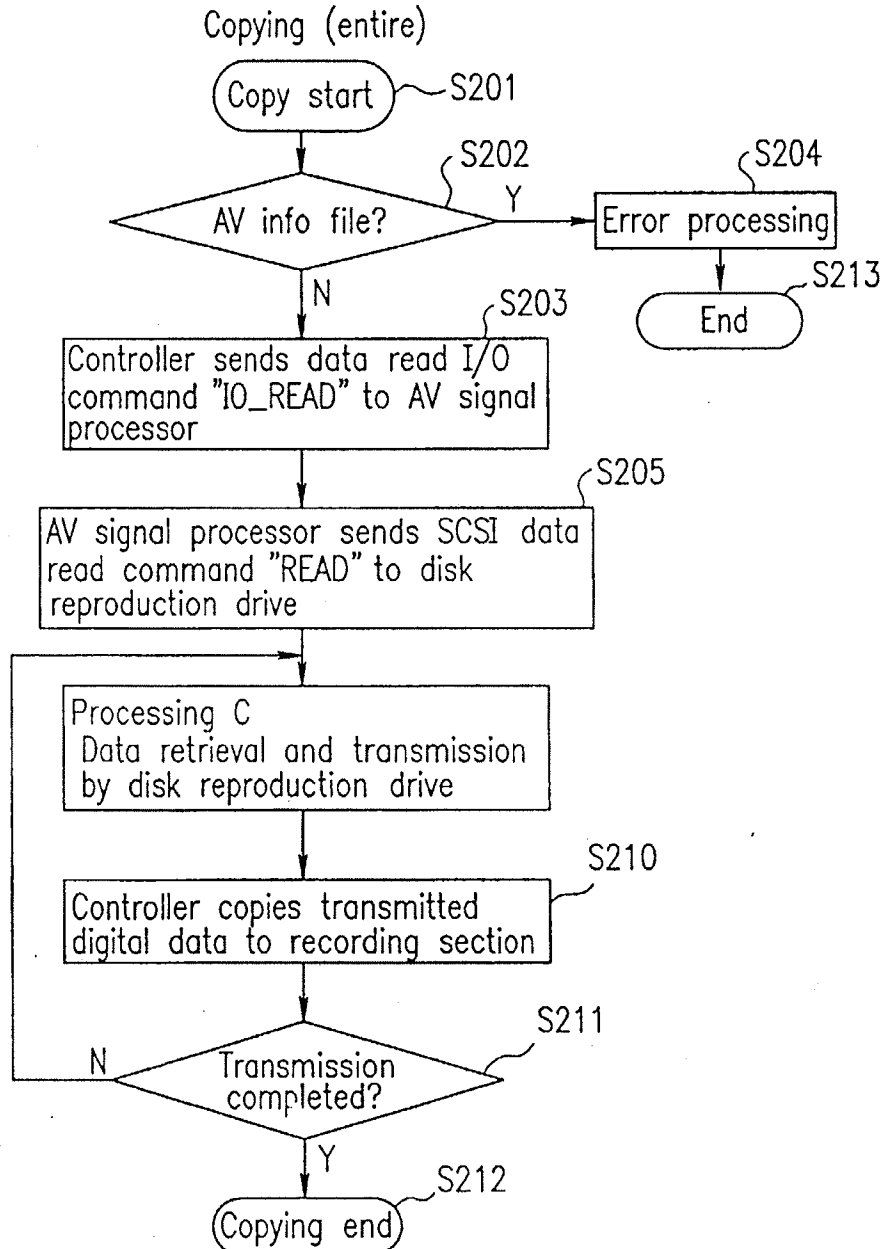 Copying (entire)
Copy start
S201
S202
AV info file?
Y
S204
Error processing
S213
End
N
S203
Controller sends data read I/O
command "IO_READ" to AV signal
processor
S205
AV signal processor sends SCSI data
read command "READ" to disk
reproduction drive
Processing C
Data retrieval and transmission
by disk reproduction drive
S210
Controller copies transmitted
digital data to recording section
S211
N
Transmission
completed?
Y
S212
Copying end